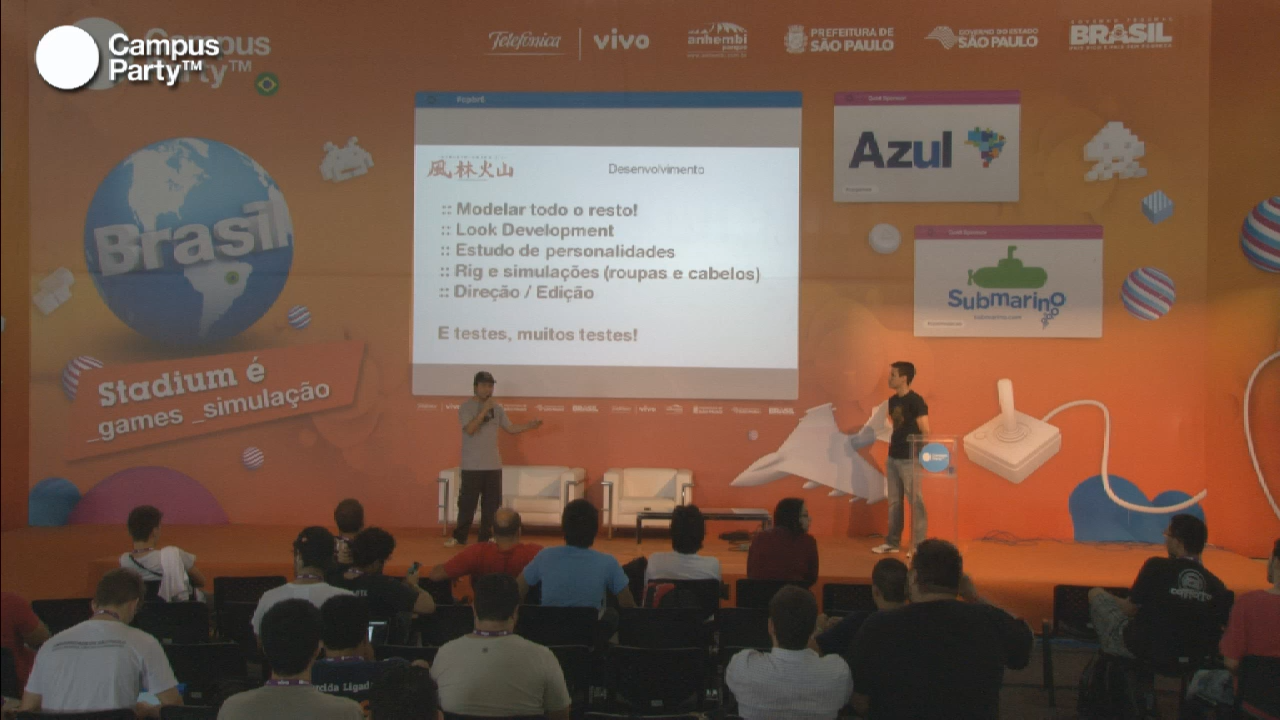 Campus
Party™
Telefónica
vivo
anhembi
PREFEITURA DE
SÃO PAULO
GOVERNO DO ESTADO
SÃO PAULO
BRASIL
Azul
風林火山
Desenvolvimento
:: Modelar todo o resto!
:: Look Development
:: Estudo de personalidades
:: Rig e simulações (roupas e cabelos)
:: Direção / Edição
E testes, muitos testes!
Brasil
Submarino
Stadium é
_games _simulação